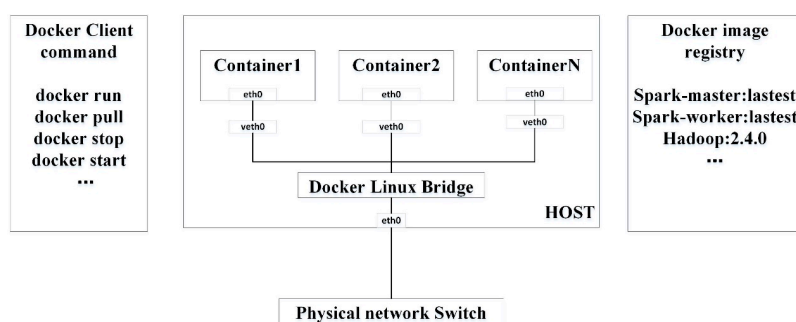 Docker Client
command
docker run
docker pull
docker stop
docker start
...
Container1
eth0
veth0
Container2
eth0
veth0
ContainerN
eth0
veth0
Docker Linux Bridge
eth0
HOST
Physical network Switch
Docker image
registry
Spark-master:lastest
Spark-worker:lastest
Hadoop:2.4.0
...